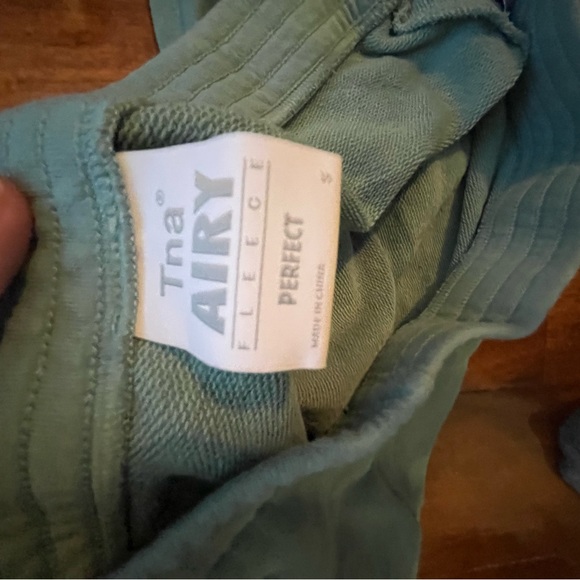 Tna®
AIRY
FLEECE
PERFECT
MADE IN CHINA
S